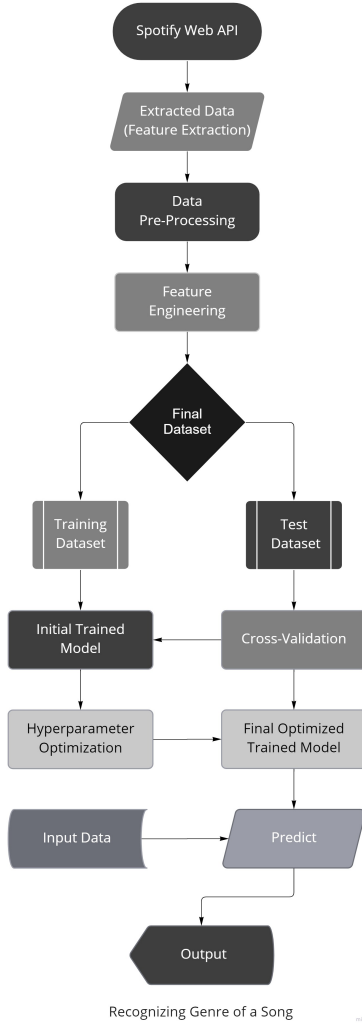 Spotify Web API
Extracted Data
(Feature Extraction)
Data
Pre-Processing
Feature
Engineering
Final
Dataset
Training
Dataset
Test
Dataset
Initial Trained
Model
Cross-Validation
Hyperparameter
Optimization
Final Optimized
Trained Model
Input Data
Predict
Output
Recognizing Genre of a Song